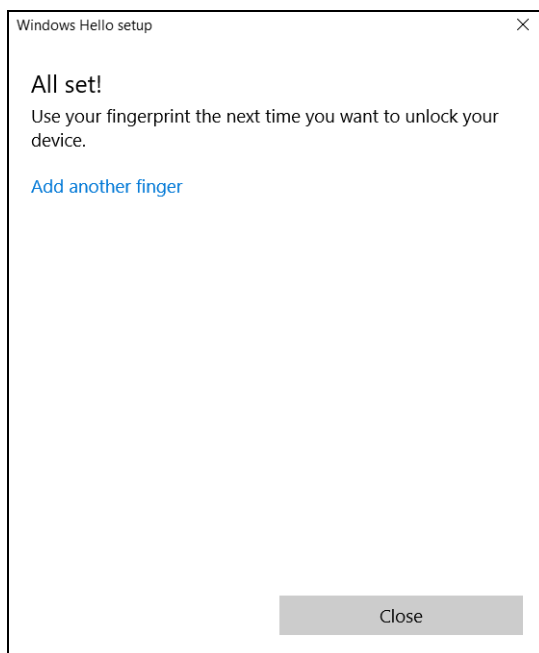 Windows Hello setup
All set!
Use your fingerprint the next time you want to unlock your
device.
Add another finger
Close